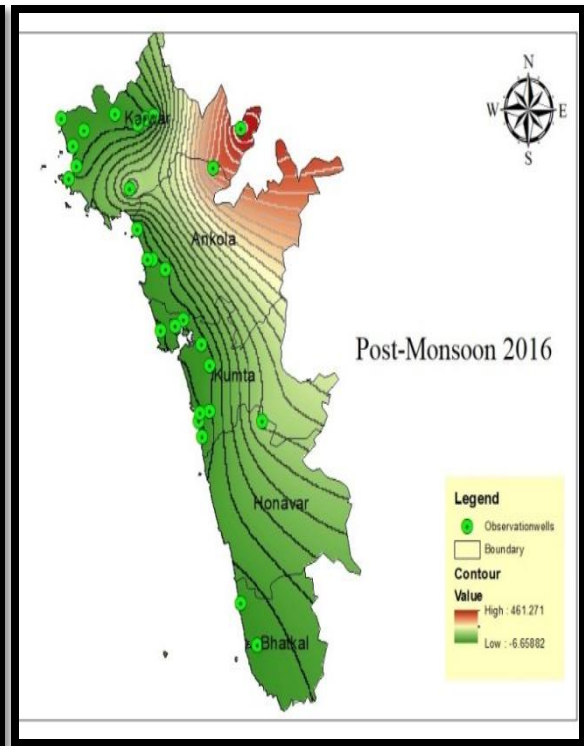 N
W E
S
Karwar
Ankola
Post-Monsoon 2016
Kumta
Honavar
Legend
Observationwells
Boundary
Contour
Value
High : 461.271
Low : -6.65882
Bhatkal